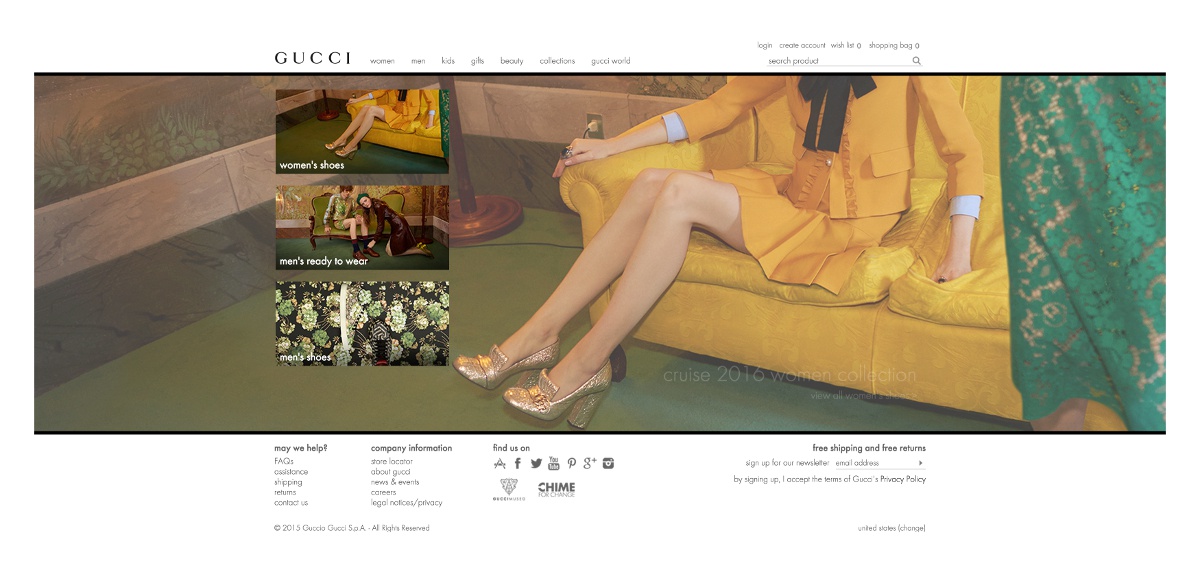 login create account wish list 0 shopping bag 0
GUCCI women men kids gifts beauty collections gucci world search product
women's shoes
men's ready to wear
men's shoes
cruise 2016 women collection
view all women's shoes
may we help? company information find us on free shipping and free returns
FAQs store locator sign up for our newsletter email address
assistance about gucci
shipping news & events by signing up, I accept the terms of Gucci's Privacy Policy
returns careers GUCCI MUSEO CHIME FOR CHANGE
contact us legal notices/privacy
© 2015 Guccio Gucci S.p.A. - All Rights Reserved united states (change)